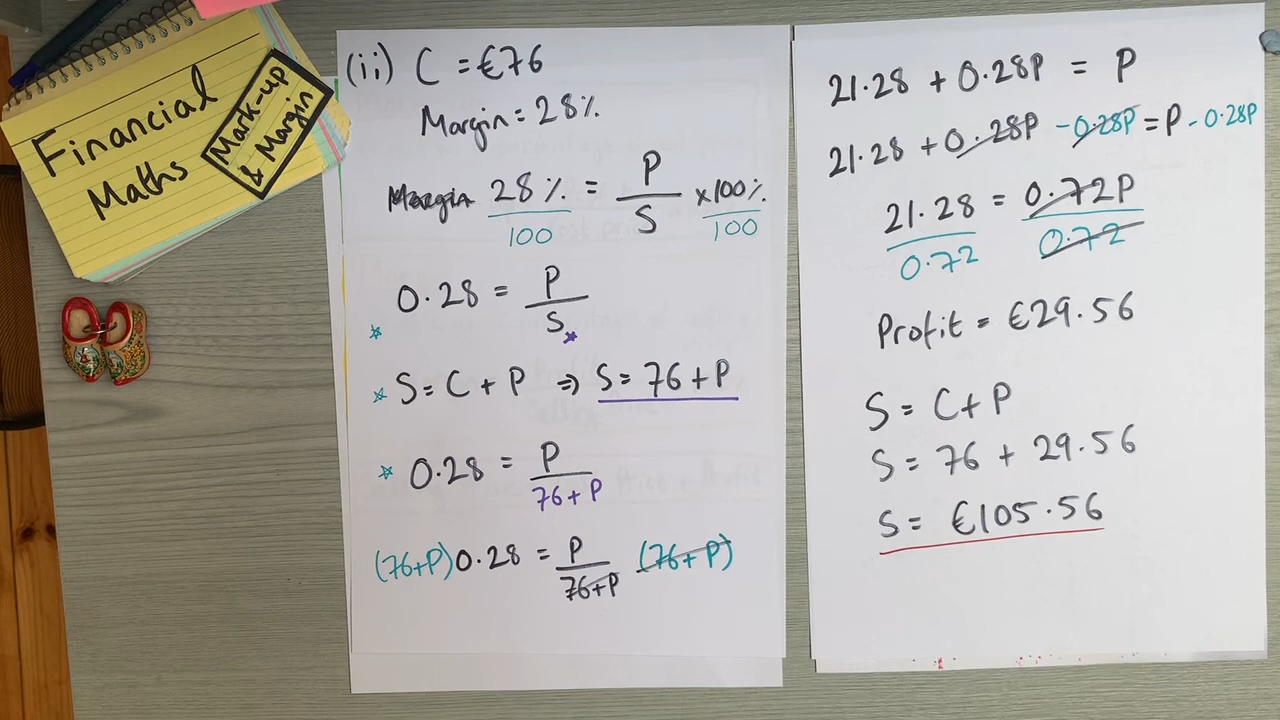 Financial
Maths
Mark-up
& Margin
(ii) C = €76
Margin = 28%
28% / 100 = P / S × 100% / 100
0.28 = P / S
S = C + P ⇒ S = 76 + P
0.28 = P / 76 + P
(76+P) 0.28 = P / 76+P (76+P)
21.28 + 0.28P = P
21.28 + 0.28P - 0.28P = P - 0.28P
21.28 / 0.72 = 0.72P / 0.72
Profit = €29.56
S = C + P
S = 76 + 29.56
S = €105.56